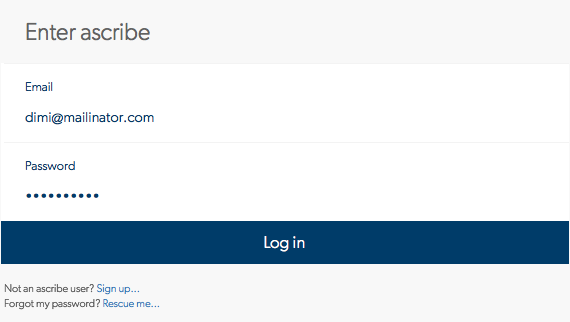 Enter ascribe
Email
dimi@mailinator.com
Password
••••••••••
Log in
Not an ascribe user? Sign up...
Forgot my password? Rescue me...